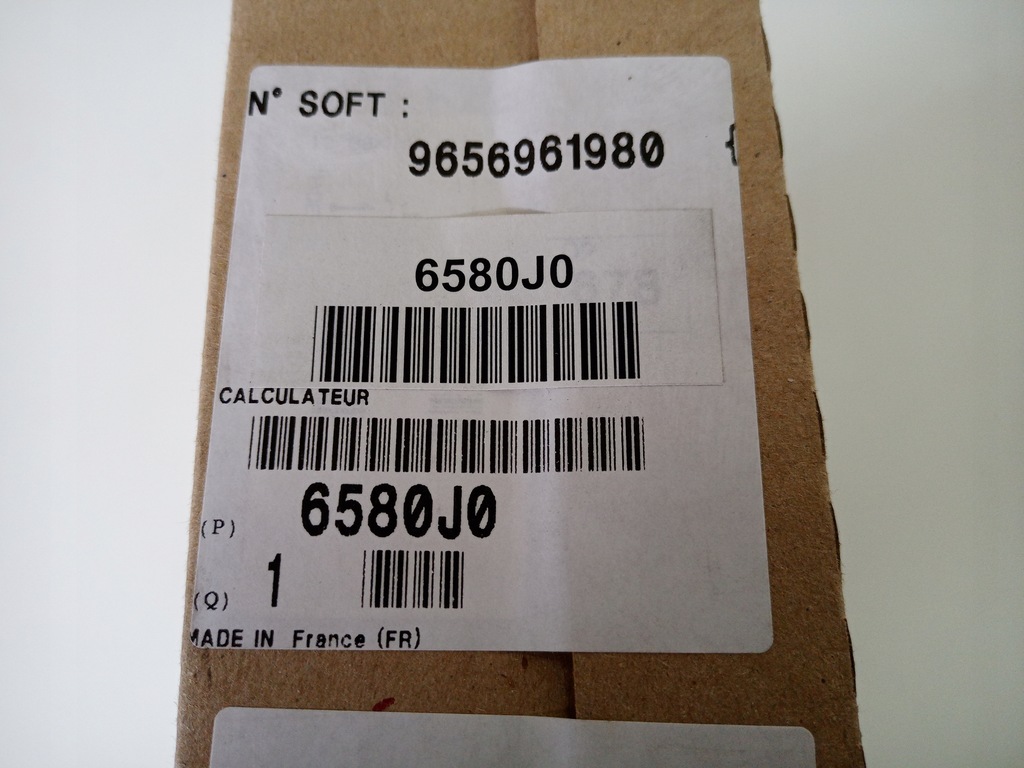 N° SOFT :
9656961980
6580J0
CALCULATEUR
(P) 6580J0
(Q) 1
MADE IN France (FR)